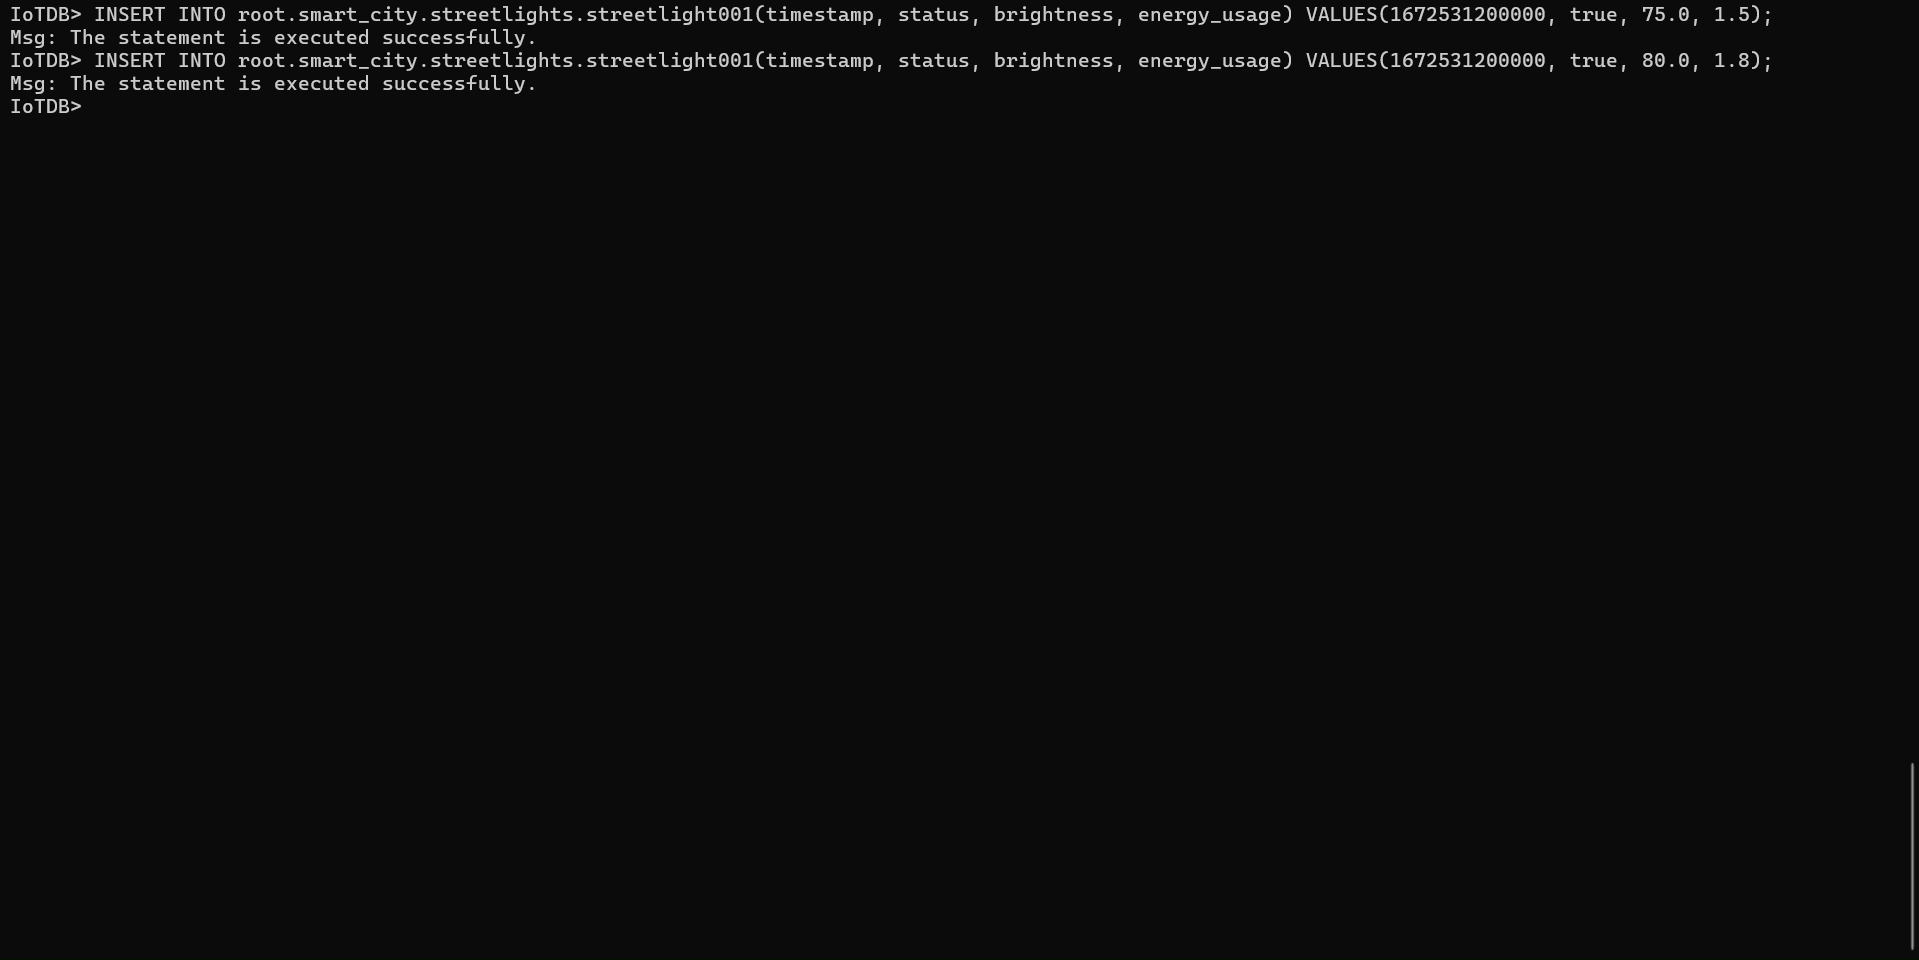 IoTDB> INSERT INTO root.smart_city.streetlights.streetlight001(timestamp, status, brightness, energy_usage) VALUES(1672531200000, true, 75.0, 1.5);
Msg: The statement is executed successfully.
IoTDB> INSERT INTO root.smart_city.streetlights.streetlight001(timestamp, status, brightness, energy_usage) VALUES(1672531200000, true, 80.0, 1.8);
Msg: The statement is executed successfully.
IoTDB>